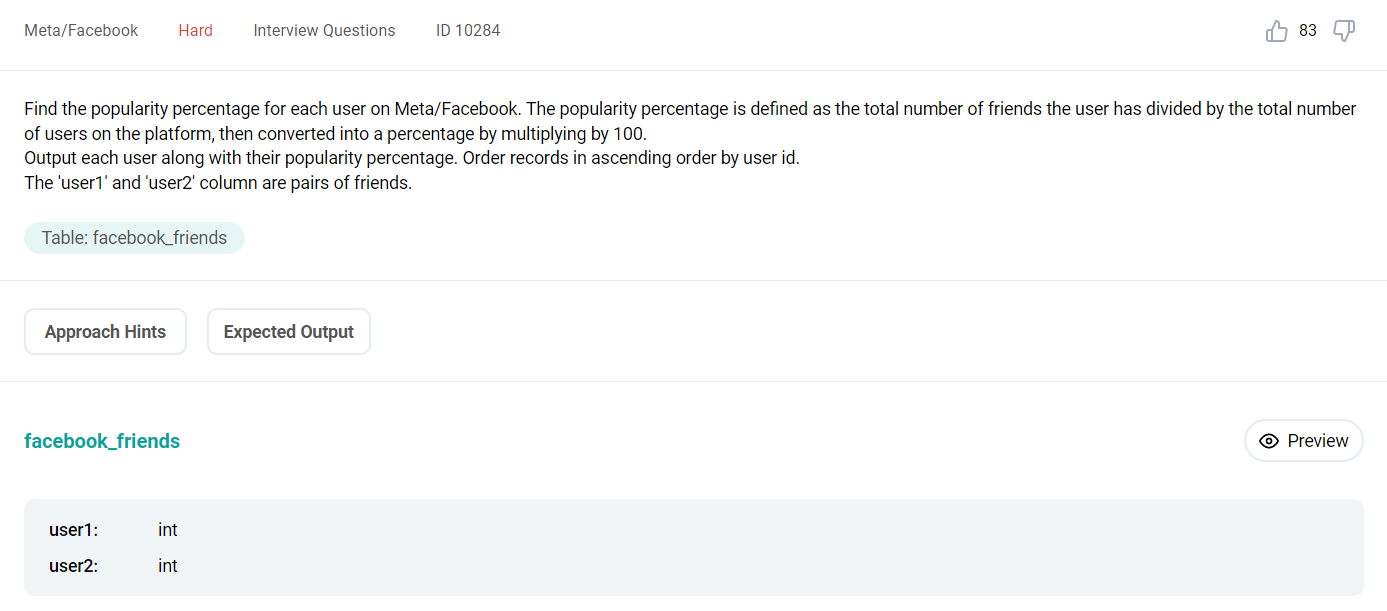 Meta/Facebook Hard Interview Questions ID 10284 83
Find the popularity percentage for each user on Meta/Facebook. The popularity percentage is defined as the total number of friends the user has divided by the total number
of users on the platform, then converted into a percentage by multiplying by 100.
Output each user along with their popularity percentage. Order records in ascending order by user id.
The 'user1' and 'user2' column are pairs of friends.
Table: facebook_friends
Approach Hints Expected Output
facebook_friends Preview
user1: int
user2: int